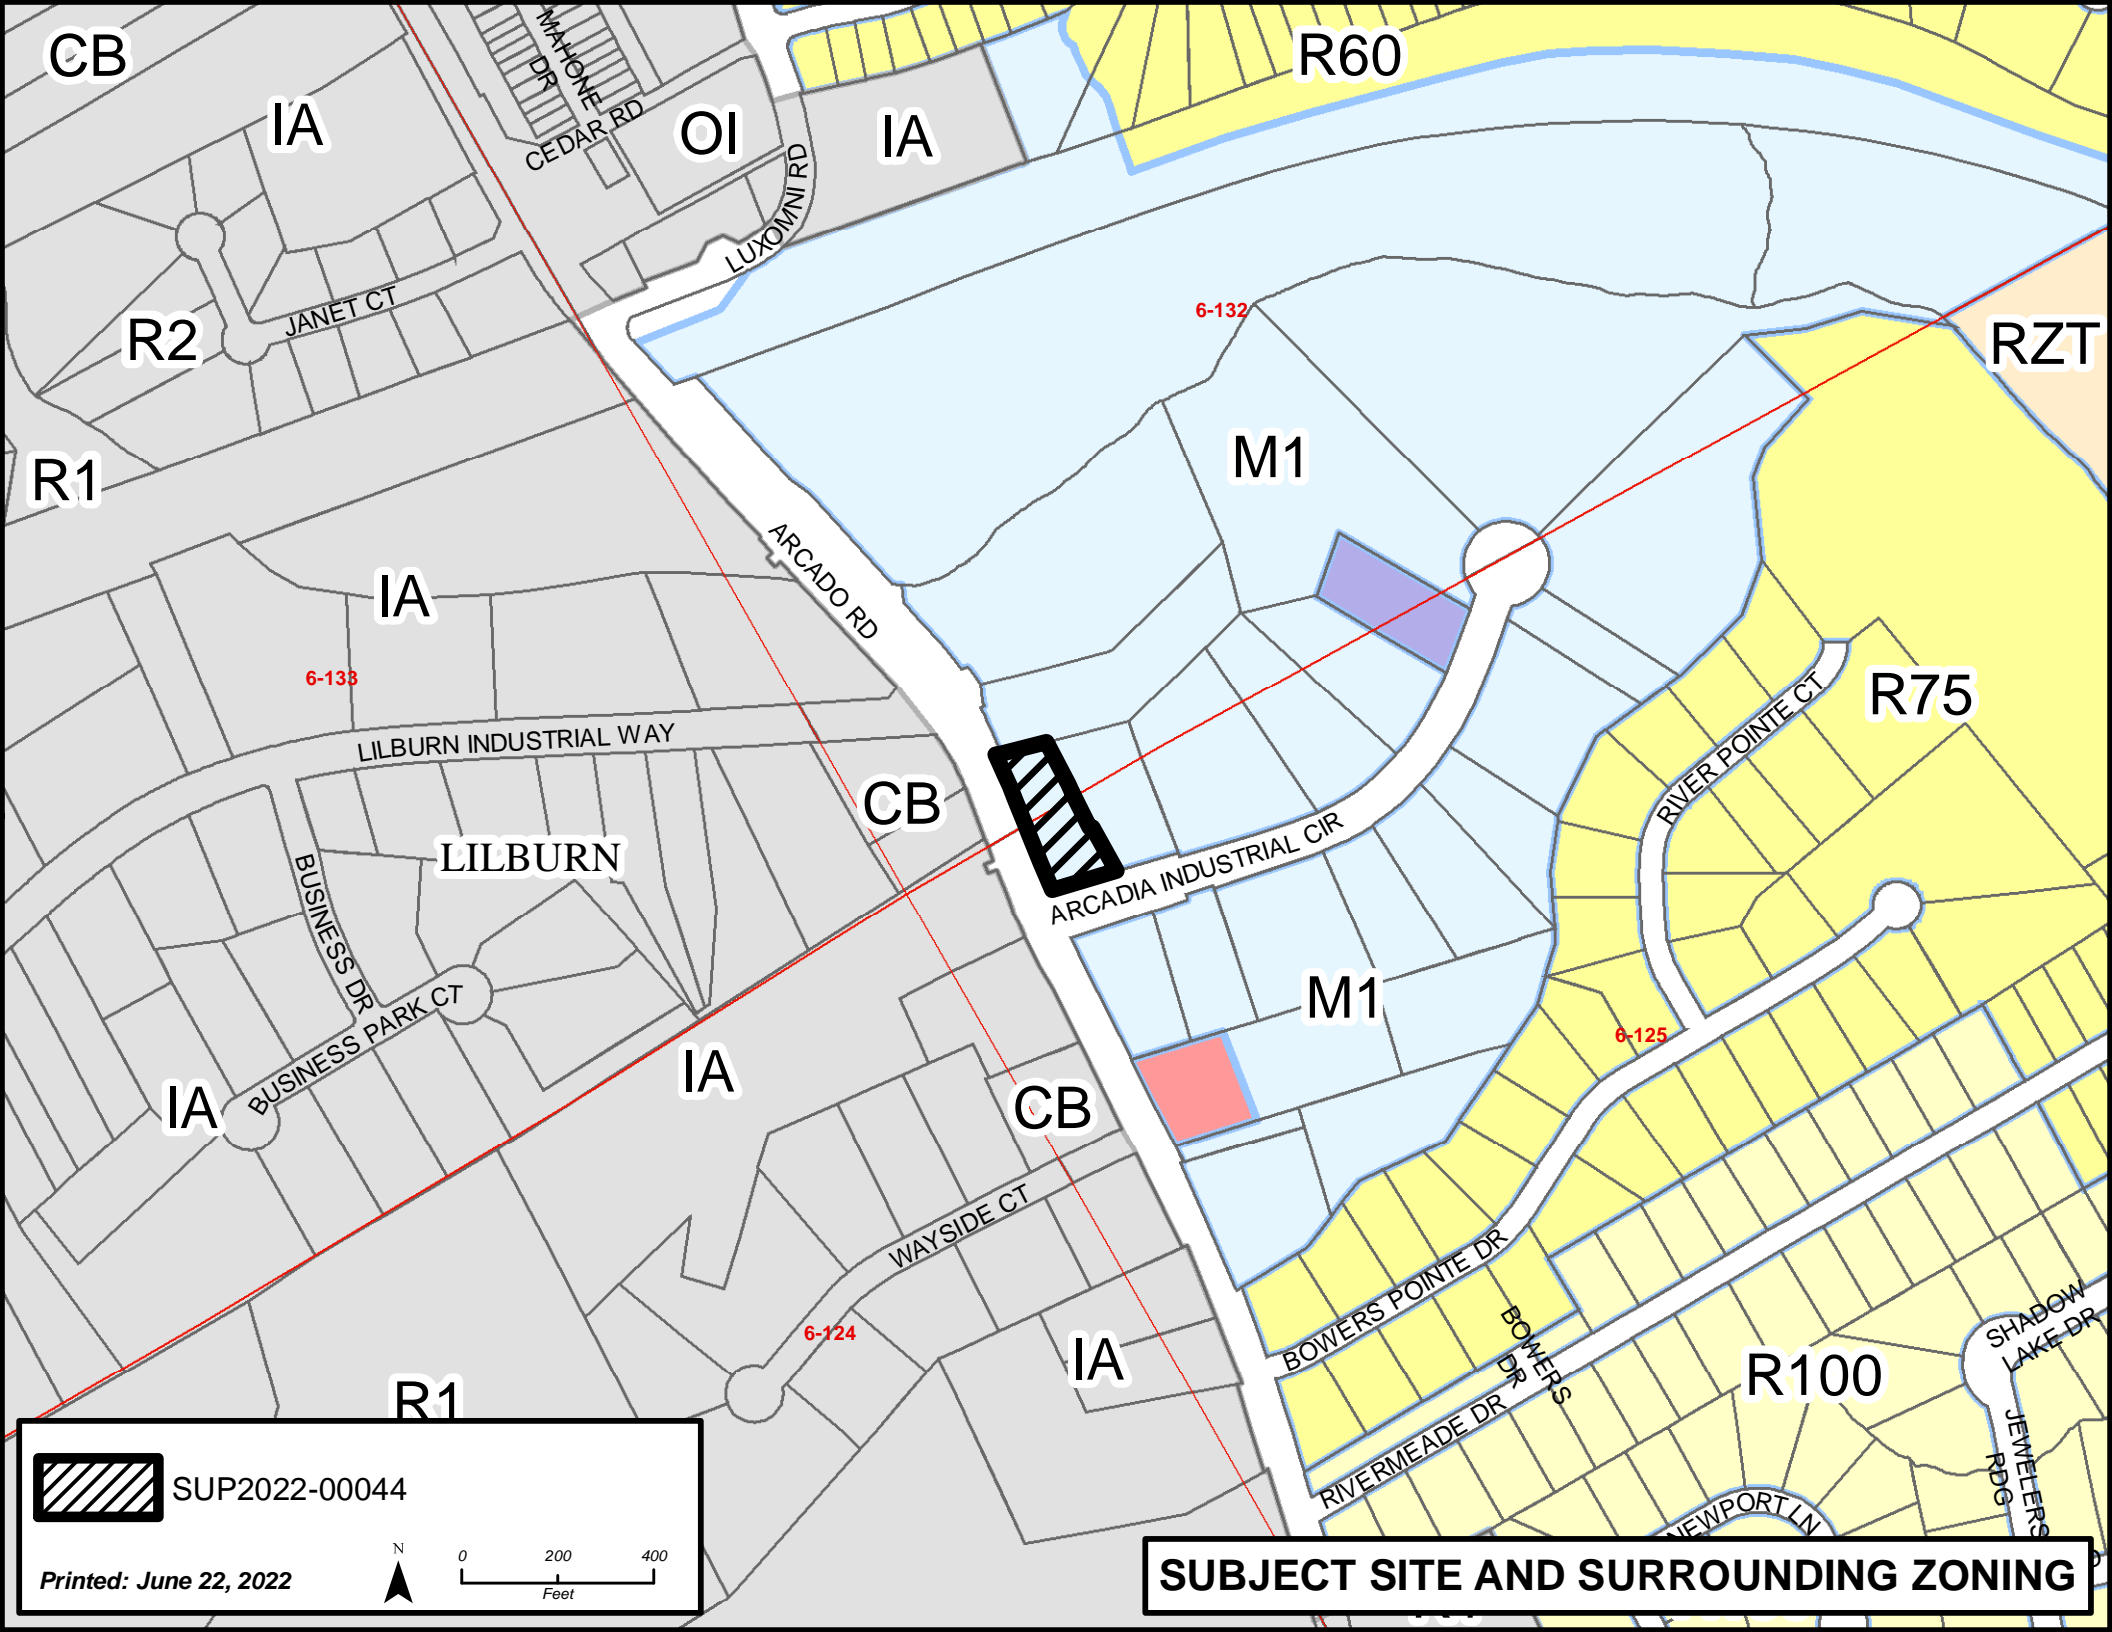 CB
R60
IA
MAHONE
DR
CEDAR RD
OI
IA
LUXOMNI RD
JANET CT
R2
6-132
RZT
R1
M1
ARCADO RD
IA
6-133
R75
RIVER POINTE CT
LILBURN INDUSTRIAL WAY
CB
LILBURN
ARCADIA INDUSTRIAL CIR
BUSINESS DR
BUSINESS PARK CT
M1
6-125
IA
IA
CB
WAYSIDE CT
6-124
BOWERS POINTE DR
BOWERS
DR
IA
SHADOW
LAKE DR
R100
R1
RIVERMEADE DR
JEWELERS
RDG
NEWPORT LN
SUP2022-00044
N
0 200 400
Feet
Printed: June 22, 2022
SUBJECT SITE AND SURROUNDING ZONING